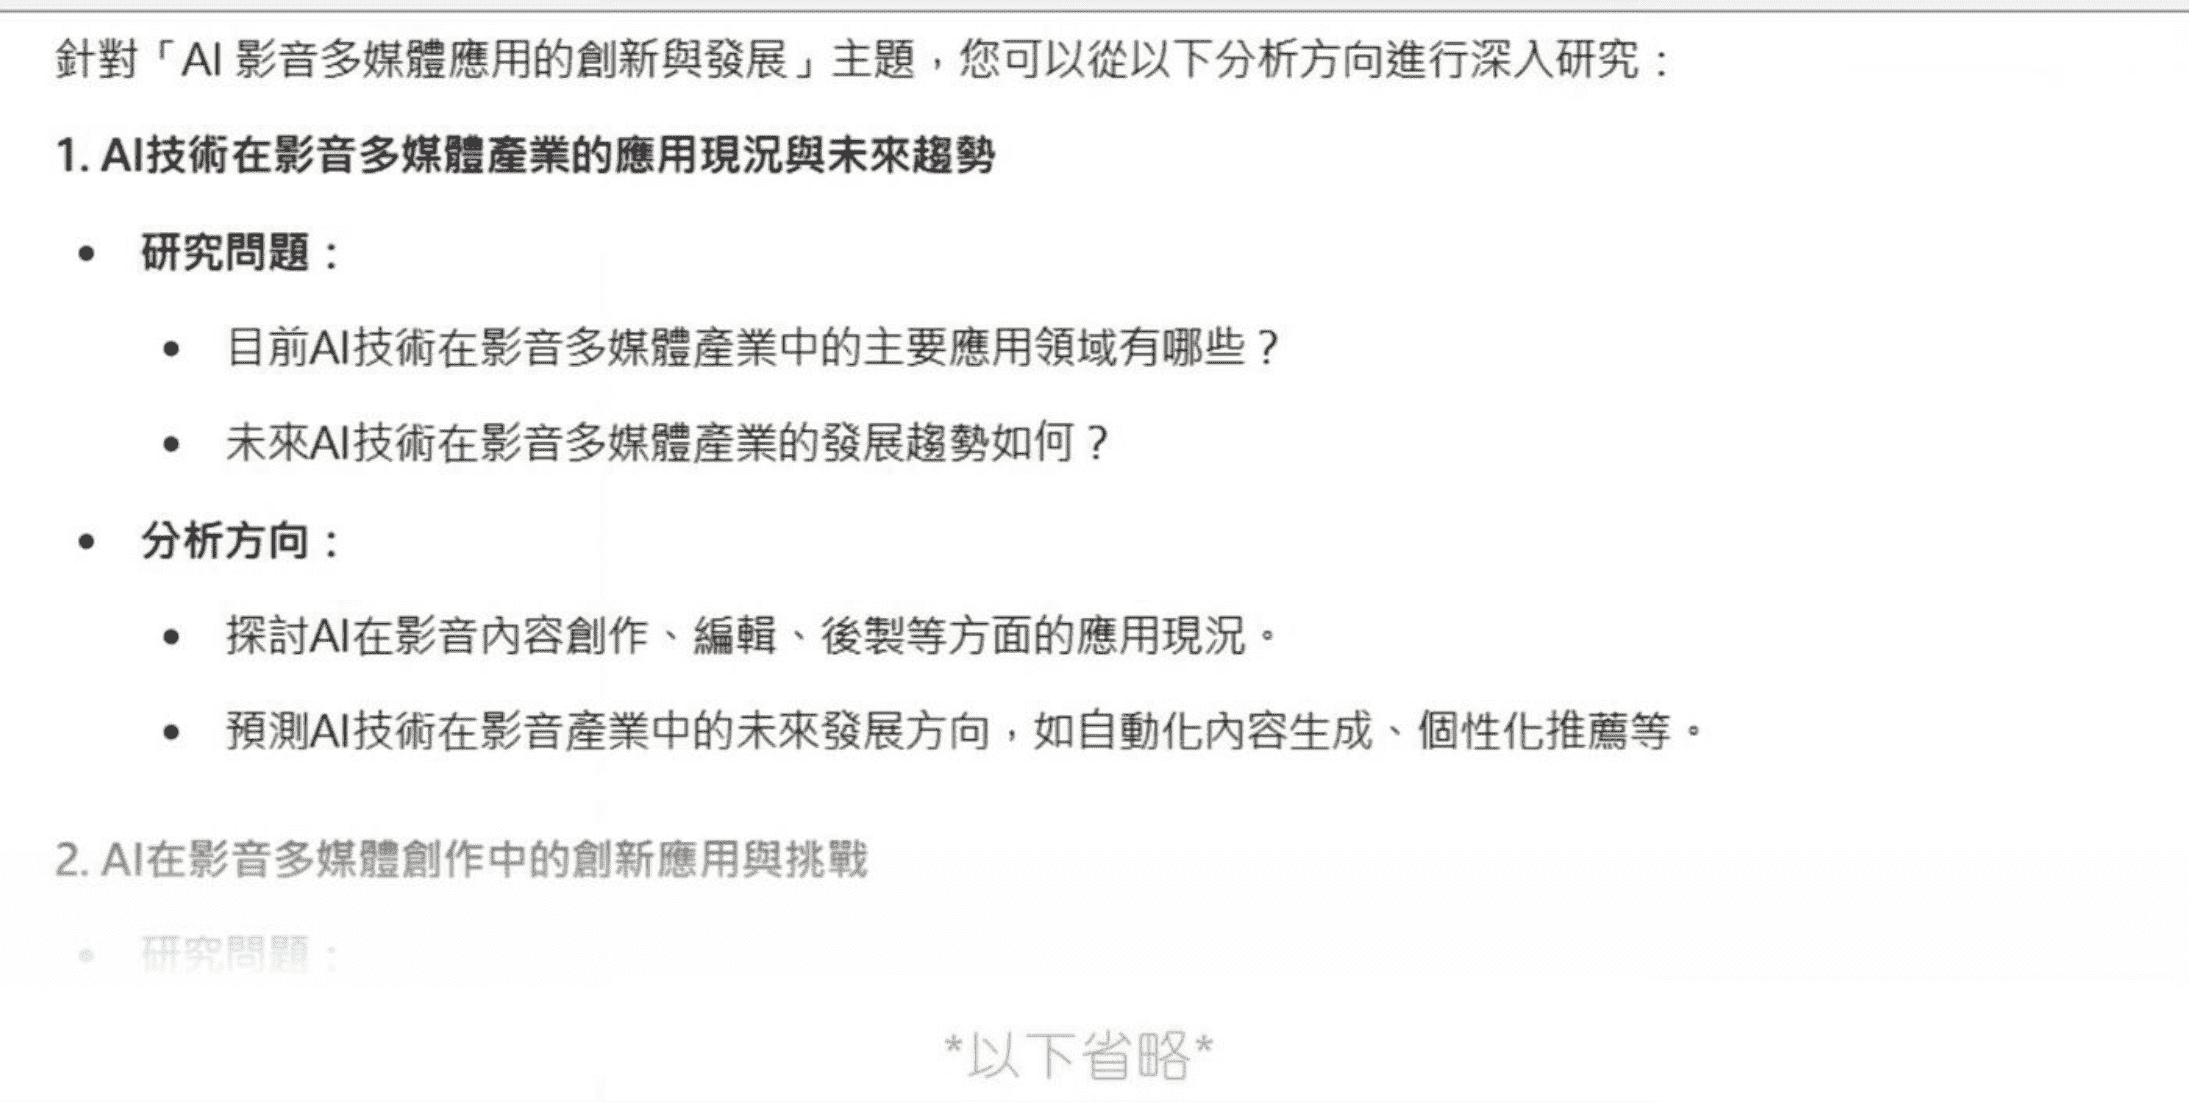 針對「AI 影音多媒體應用的創新與發展」主題，您可以從以下分析方向進行深入研究：
1. AI技術在影音多媒體產業的應用現況與未來趨勢
• 研究問題：
• 目前AI技術在影音多媒體產業中的主要應用領域有哪些？
• 未來AI技術在影音多媒體產業的發展趨勢如何？
• 分析方向：
• 探討AI在影音內容創作、編輯、後製等方面的應用現況。
• 預測AI技術在影音產業中的未來發展方向，如自動化內容生成、個性化推薦等。
2. AI在影音多媒體創作中的創新應用與挑戰
• 研究問題：
*以下省略*